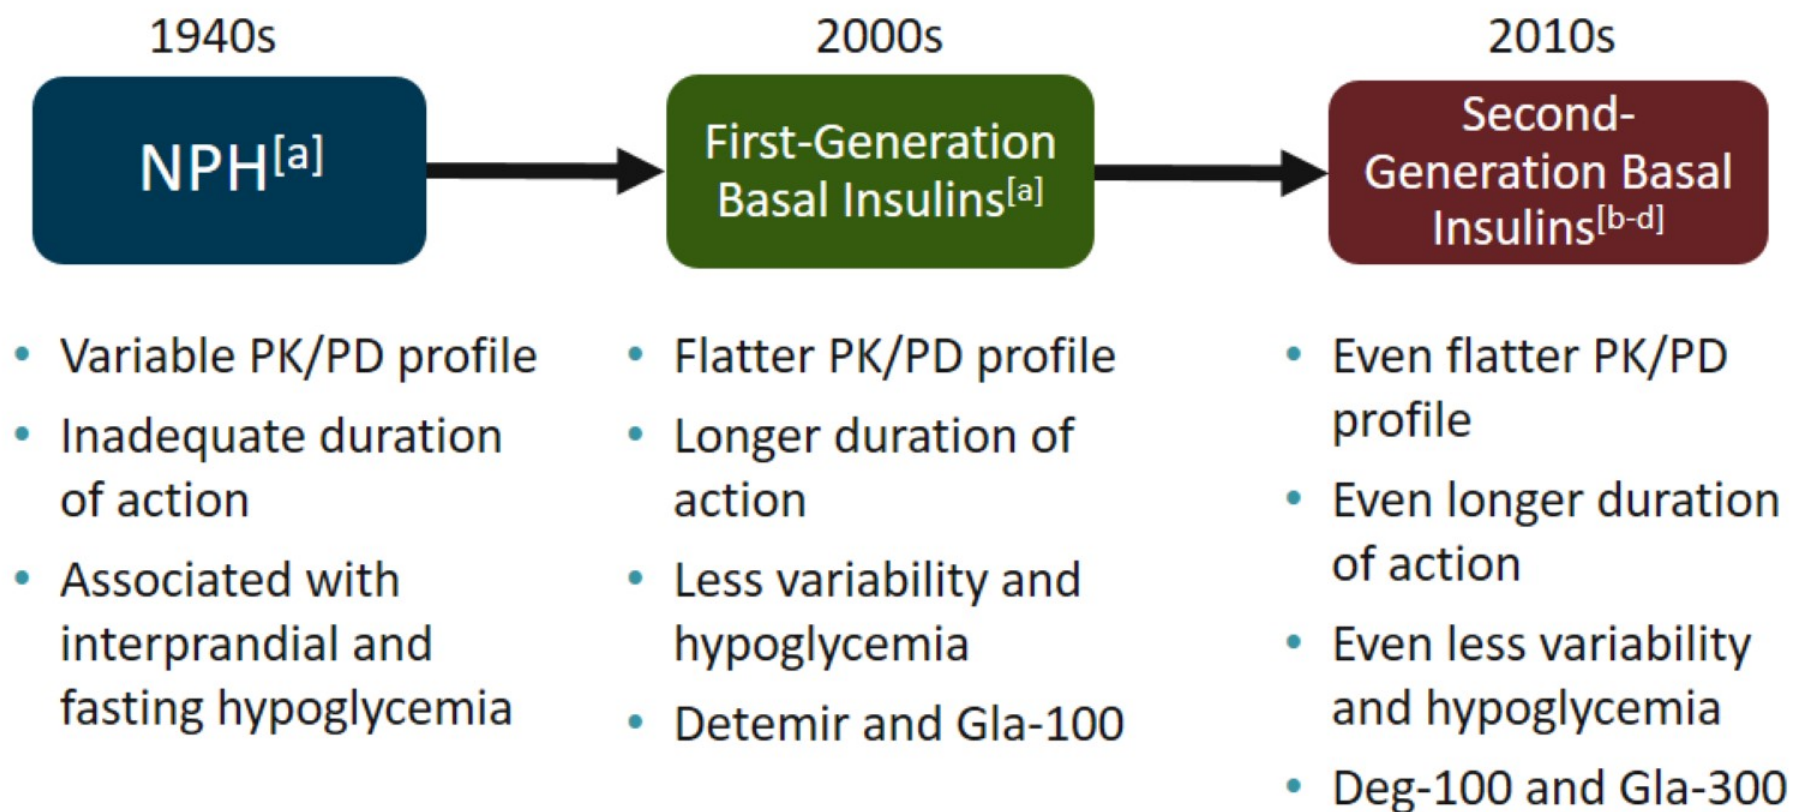 1940s
NPH[a]
• Variable PK/PD profile
• Inadequate duration
of action
• Associated with
interprandial and
fasting hypoglycemia
2000s
First-Generation
Basal Insulins[a]
• Flatter PK/PD profile
• Longer duration of
action
• Less variability and
hypoglycemia
• Detemir and Gla-100
2010s
Second-
Generation Basal
Insulins[b-d]
• Even flatter PK/PD
profile
• Even longer duration
of action
• Even less variability
and hypoglycemia
• Deg-100 and Gla-300